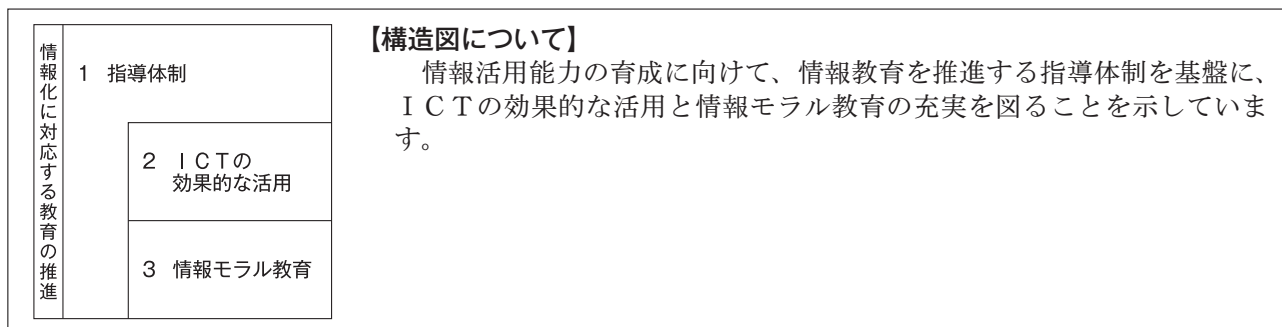 情報化に対応する教育の推進
1 指導体制
2 ＩＣＴの
効果的な活用
3 情報モラル教育
【構造図について】
情報活用能力の育成に向けて、情報教育を推進する指導体制を基盤に、
ＩＣＴの効果的な活用と情報モラル教育の充実を図ることを示していま
す。